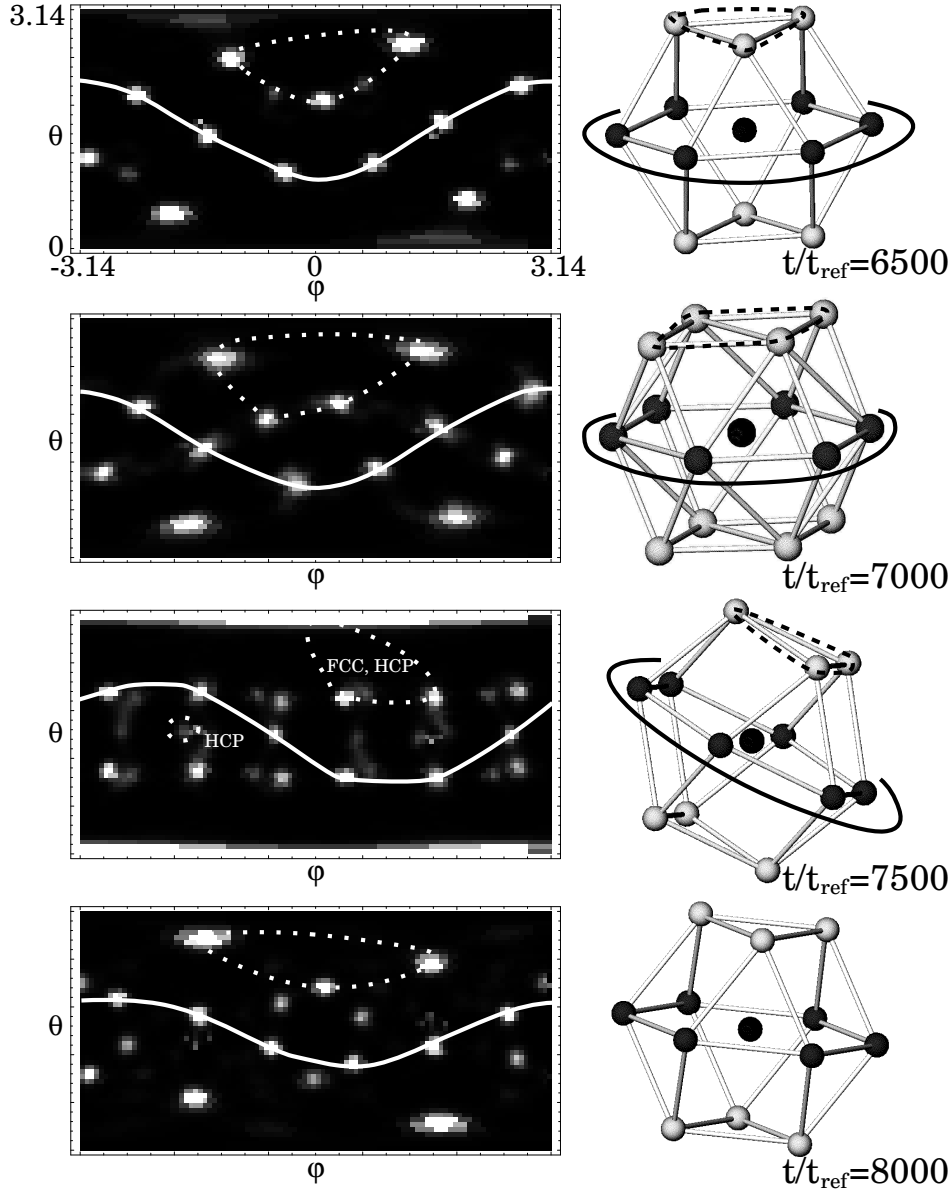 3.14
θ
0
-3.14 0 3.14
φ
t/t_ref=6500
θ
φ
t/t_ref=7000
FCC, HCP
HCP
θ
φ
t/t_ref=7500
θ
φ
t/t_ref=8000